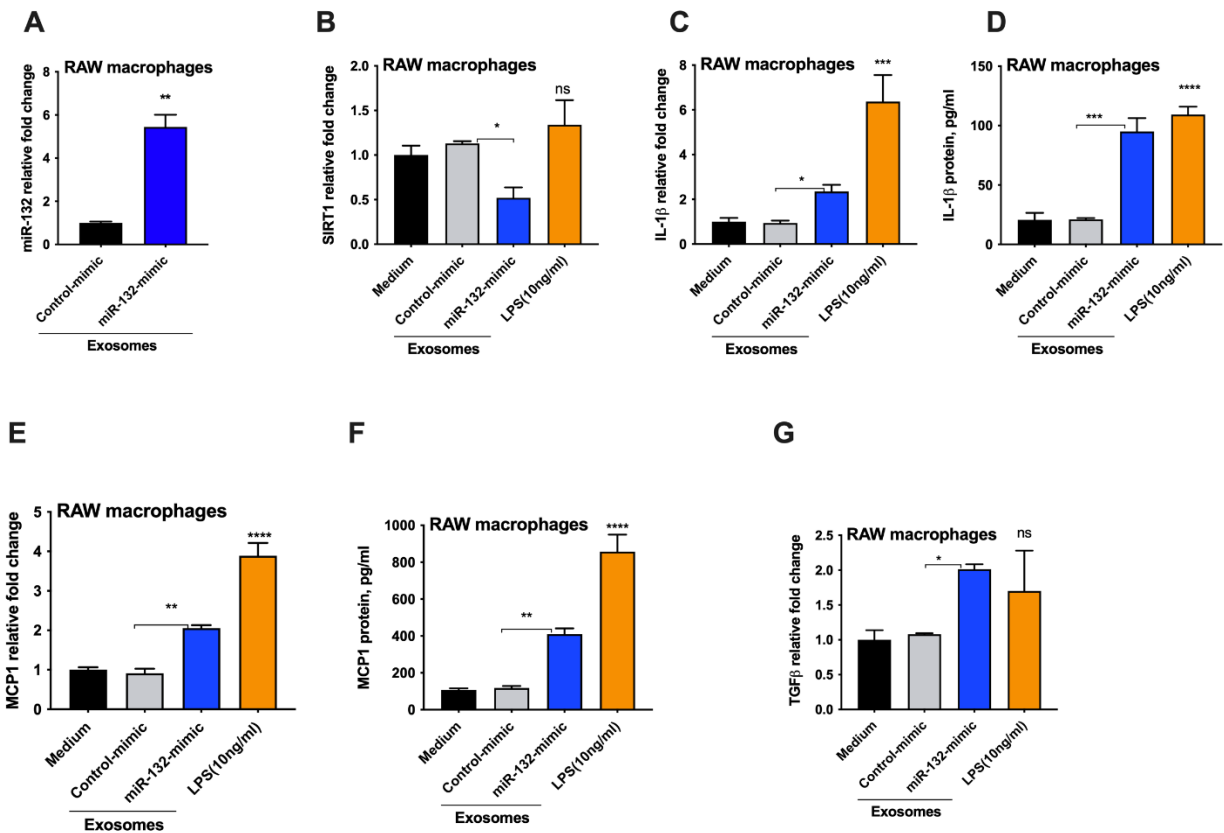 A
RAW macrophages
miR-132 relative fold change
8
6
4
2
0
**
Control-mimic
miR-132-mimic
Exosomes
B
RAW macrophages
SIRT1 relative fold change
2.0
1.5
1.0
0.5
0.0
*
ns
Medium
Control-mimic
miR-132-mimic
LPS(10ng/ml)
Exosomes
C
RAW macrophages
IL-1β relative fold change
8
6
4
2
0
*
***
Medium
Control-mimic
miR-132-mimic
LPS(10ng/ml)
Exosomes
D
RAW macrophages
IL-1β protein, pg/ml
150
100
50
0
***
****
Medium
Control-mimic
miR-132-mimic
LPS(10ng/ml)
Exosomes
E
RAW macrophages
MCP1 relative fold change
5
4
3
2
1
0
**
****
Medium
Control-mimic
miR-132-mimic
LPS(10ng/ml)
Exosomes
F
RAW macrophages
MCP1 protein, pg/ml
1000
800
600
400
200
0
**
****
Medium
Control-mimic
miR-132-mimic
LPS(10ng/ml)
Exosomes
G
RAW macrophages
TGFβ relative fold change
2.5
2.0
1.5
1.0
0.5
0.0
*
ns
Medium
Control-mimic
miR-132-mimic
LPS(10ng/ml)
Exosomes